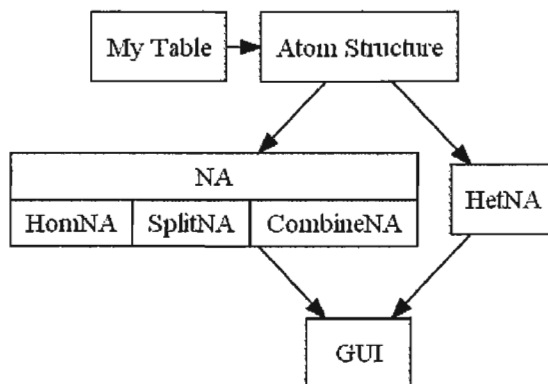 My Table
Atom Structure
NA
HomNA
SplitNA
CombineNA
HetNA
GUI